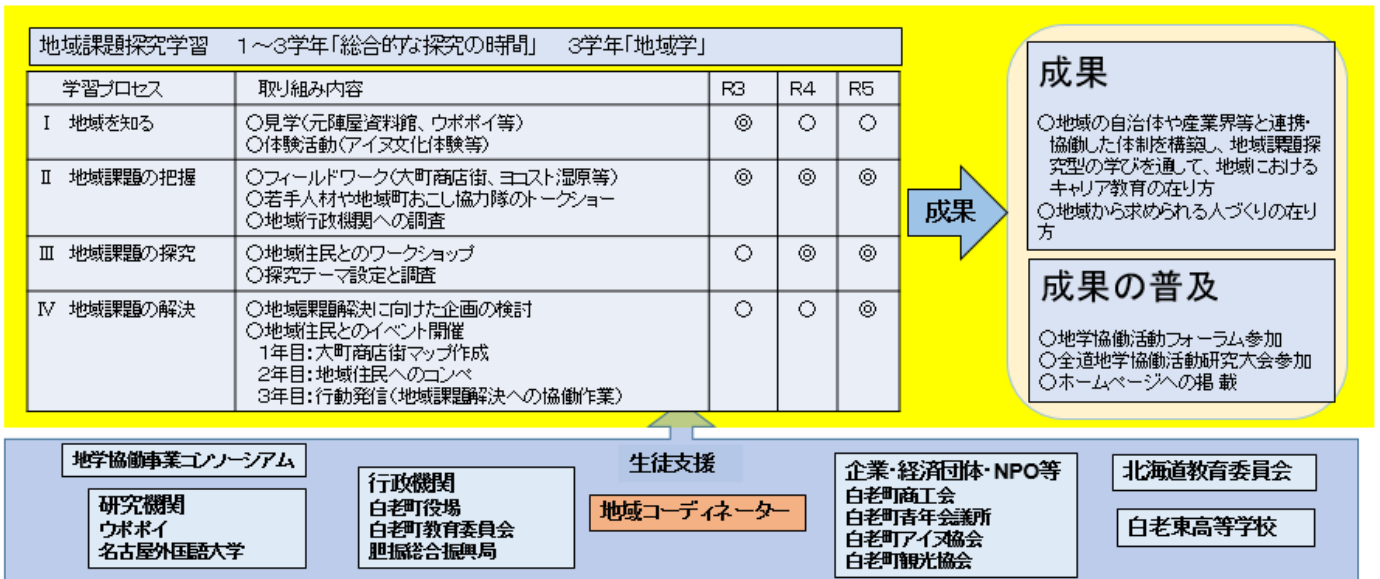 地域課題探究学習　1～3学年「総合的な探究の時間」　3学年「地域学」
学習プロセス　取り組み内容　R3　R4　R5
Ⅰ　地域を知る　○見学(元陣屋資料館、ウポポイ等)　◎　○　○
○体験活動(アイヌ文化体験等)
Ⅱ　地域課題の把握　○フィールドワーク(大町商店街、ヨコスト湿原等)　◎　◎　◎
○若手人材や地域町おこし協力隊のトークショー
○地域行政機関への調査
Ⅲ　地域課題の探究　○地域住民とのワークショップ　○　◎　◎
○探究テーマ設定と調査
Ⅳ　地域課題の解決　○地域課題解決に向けた企画の検討　○　○　◎
○地域住民とのイベント開催
1年目：大町商店街マップ作成
2年目：地域住民へのコンペ
3年目：行動発信(地域課題解決への協働作業)
成果
成果
○地域の自治体や産業界等と連携・
協働した体制を構築し、地域課題探
究型の学びを通して、地域における
キャリア教育の在り方
○地域から求められる人づくりの在り
方
成果の普及
○地学協働活動フォーラム参加
○全道地学協働活動研究大会参加
○ホームページへの掲 載
地学協働事業コンソーシアム
研究機関
ウポポイ
名古屋外国語大学
行政機関
白老町役場
白老町教育委員会
胆振総合振興局
生徒支援
地域コーディネーター
企業・経済団体・NPO等
白老町商工会
白老町青年会議所
白老町アイヌ協会
白老町観光協会
北海道教育委員会
白老東高等学校